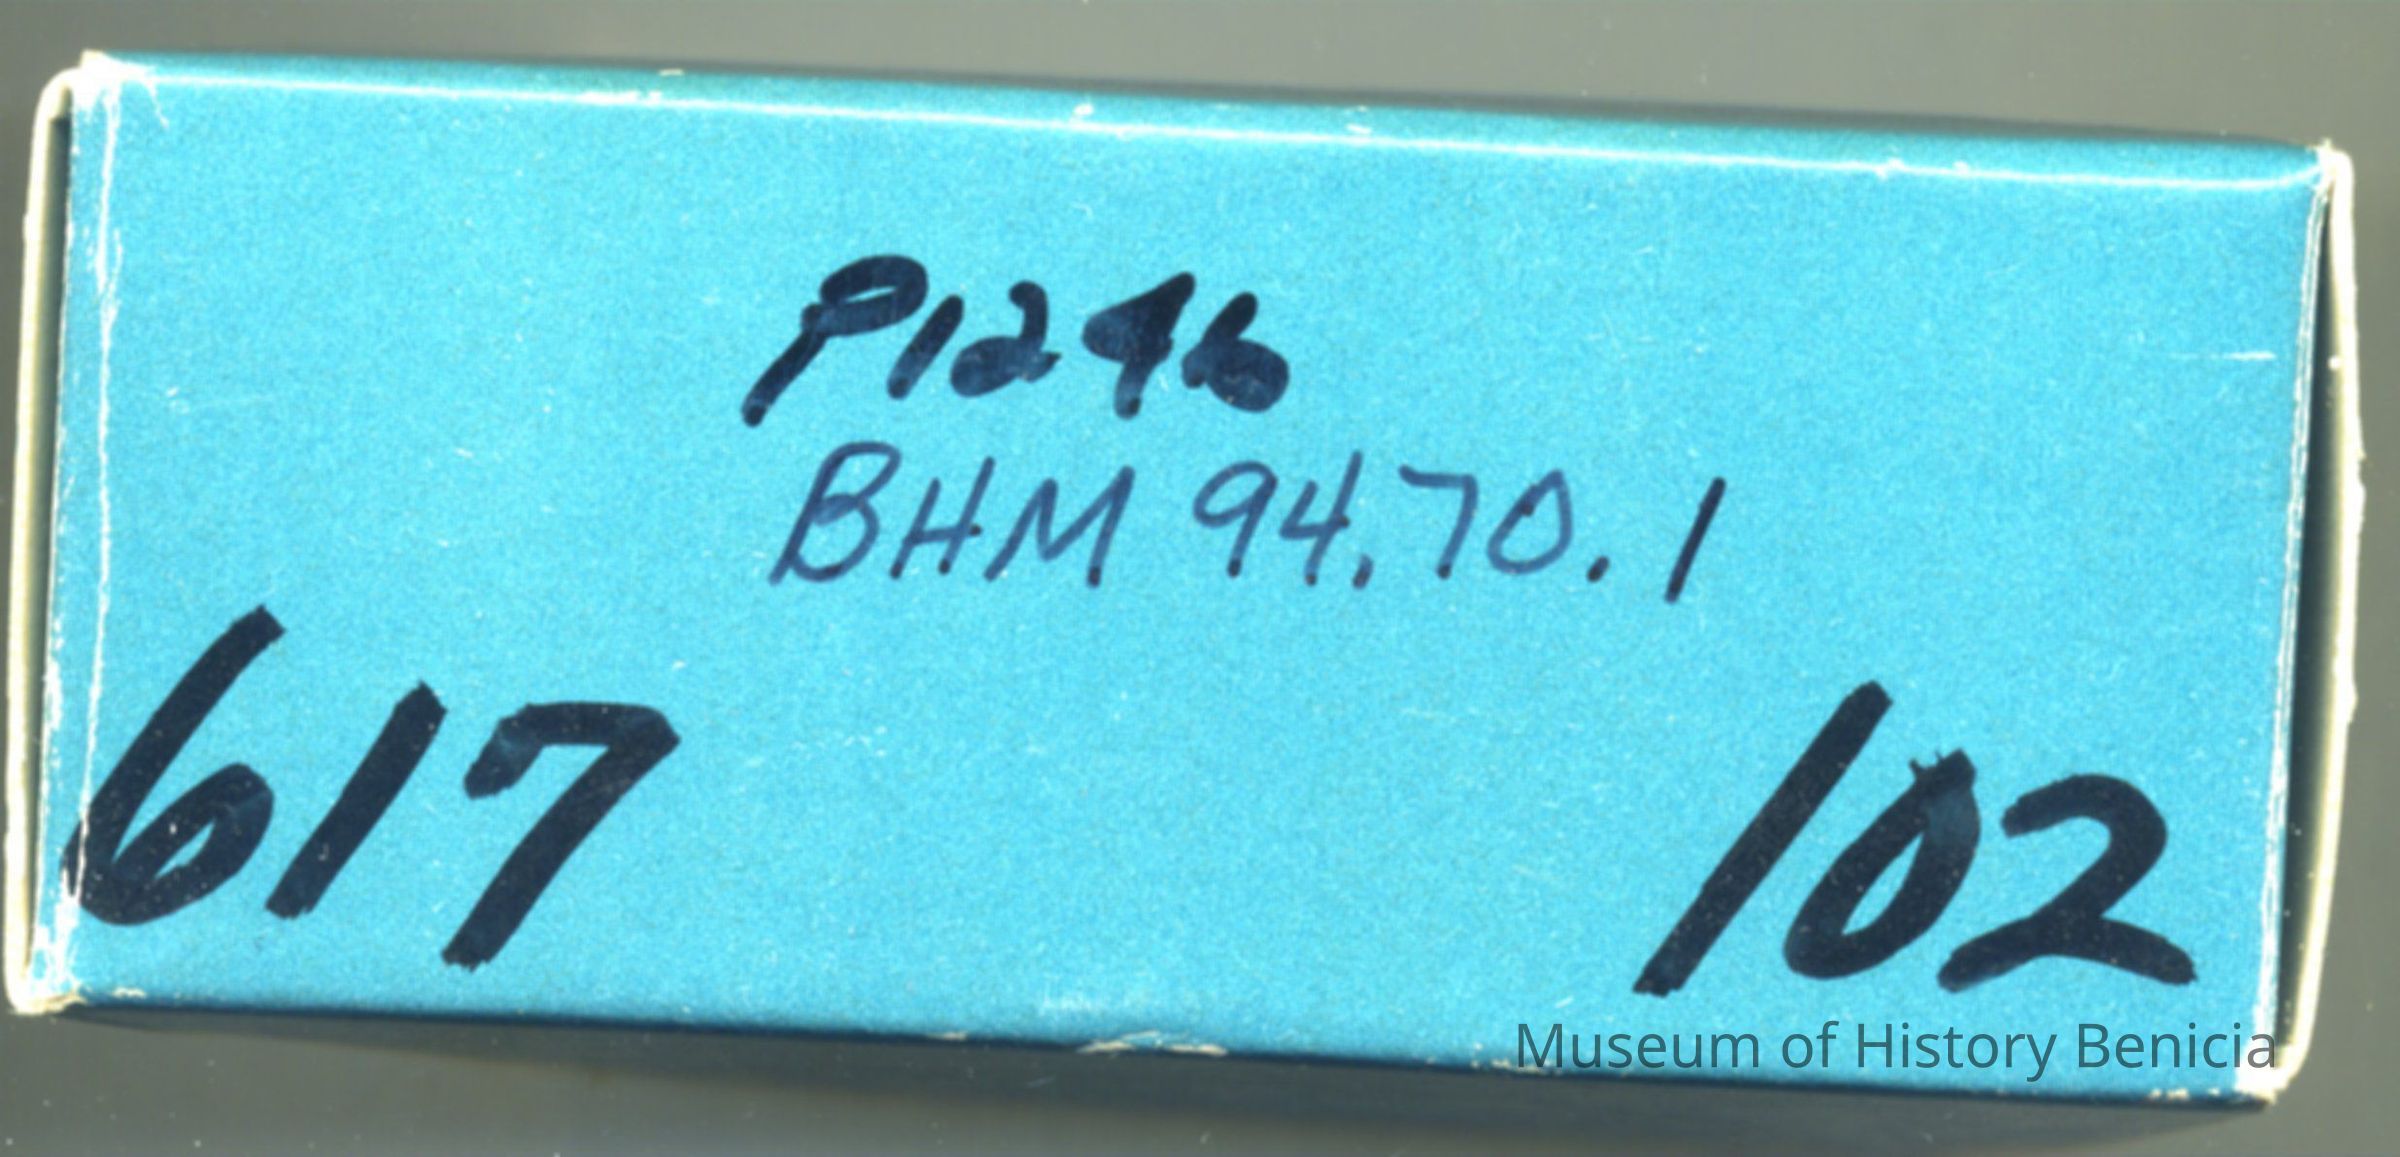 P1246
BHM 94.70.1
617 102
Museum of History Benicia